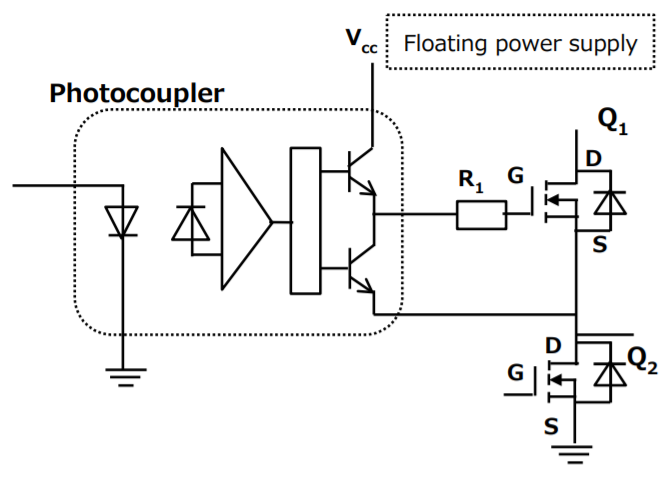 Vcc
Floating power supply
Photocoupler
Q1
D
R1
G
S
D
Q2
G
S